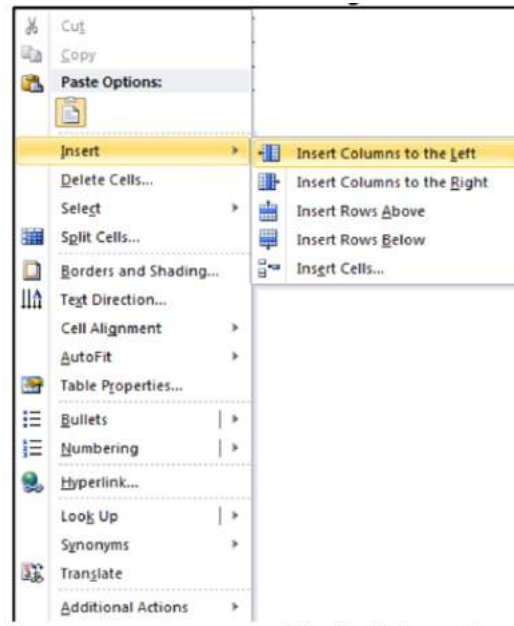 Cut
Copy
Paste Options:
Insert
Delete Cells...
Select
Split Cells...
Borders and Shading...
Text Direction...
Cell Alignment
AutoFit
Table Properties...
Bullets
Numbering
Hyperlink...
Look Up
Synonyms
Translate
Additional Actions
Insert Columns to the Left
Insert Columns to the Right
Insert Rows Above
Insert Rows Below
Insert Cells...